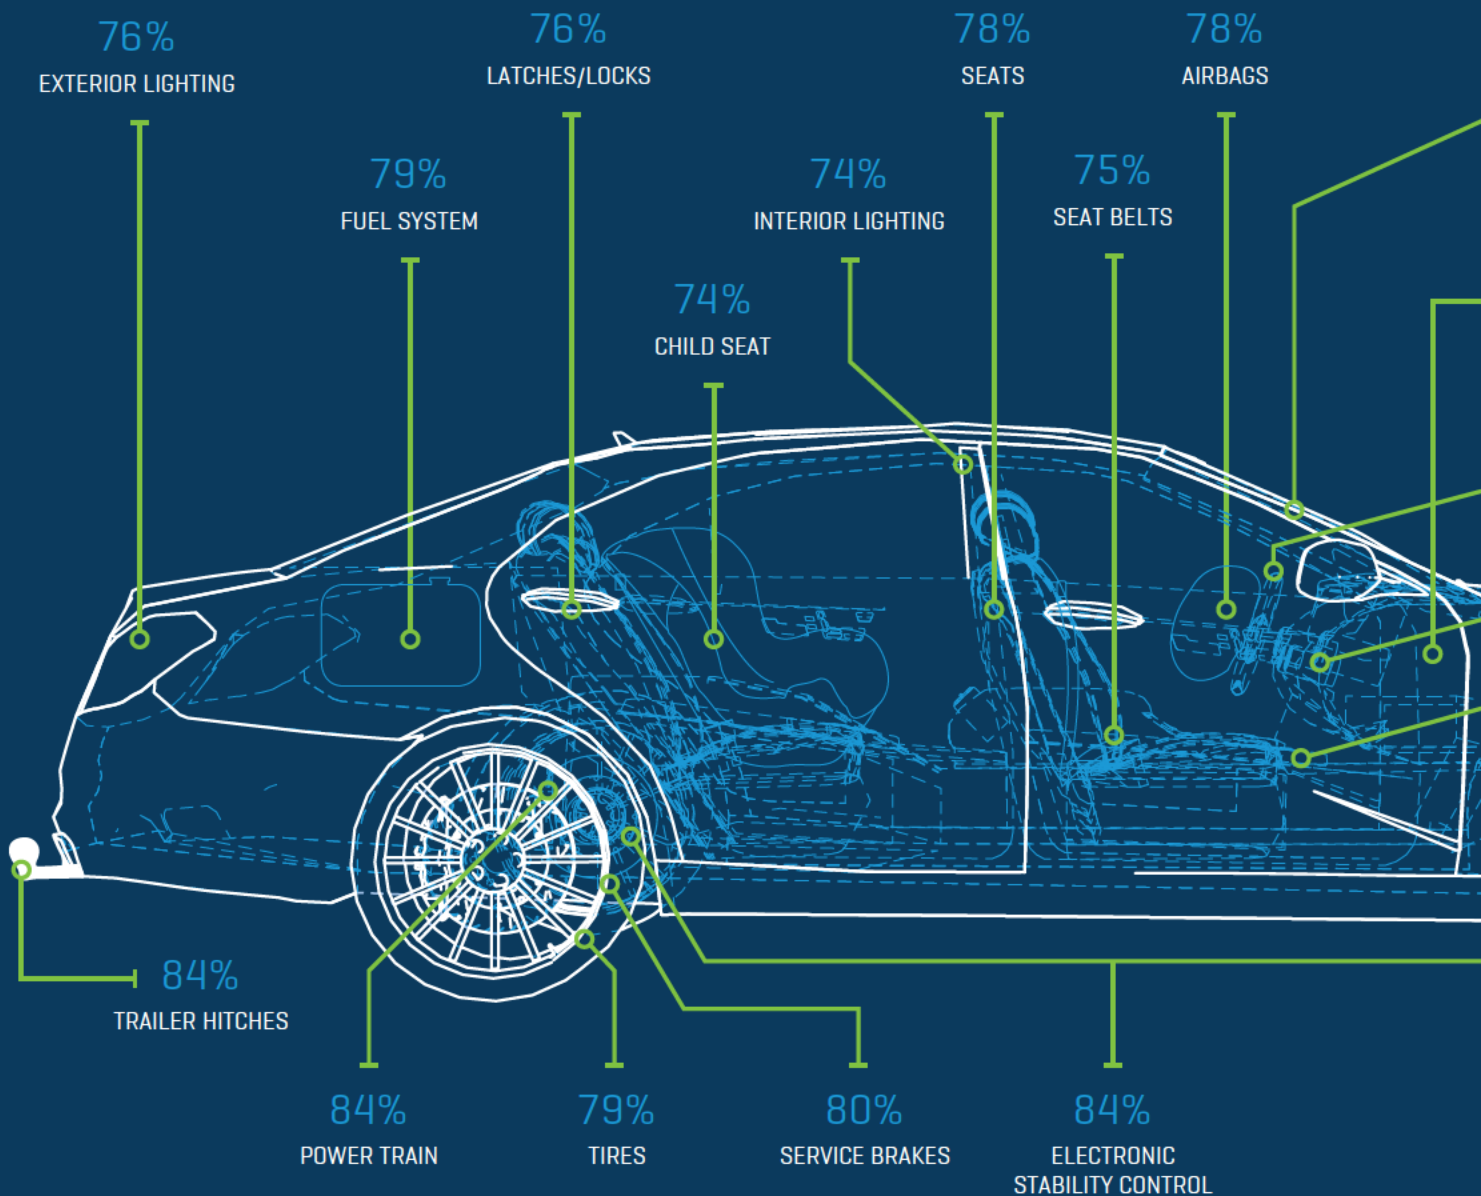 76%
EXTERIOR LIGHTING
76%
LATCHES/LOCKS
78%
SEATS
78%
AIRBAGS
79%
FUEL SYSTEM
74%
INTERIOR LIGHTING
75%
SEAT BELTS
74%
CHILD SEAT
84%
TRAILER HITCHES
84%
POWER TRAIN
79%
TIRES
80%
SERVICE BRAKES
84%
ELECTRONIC
STABILITY CONTROL